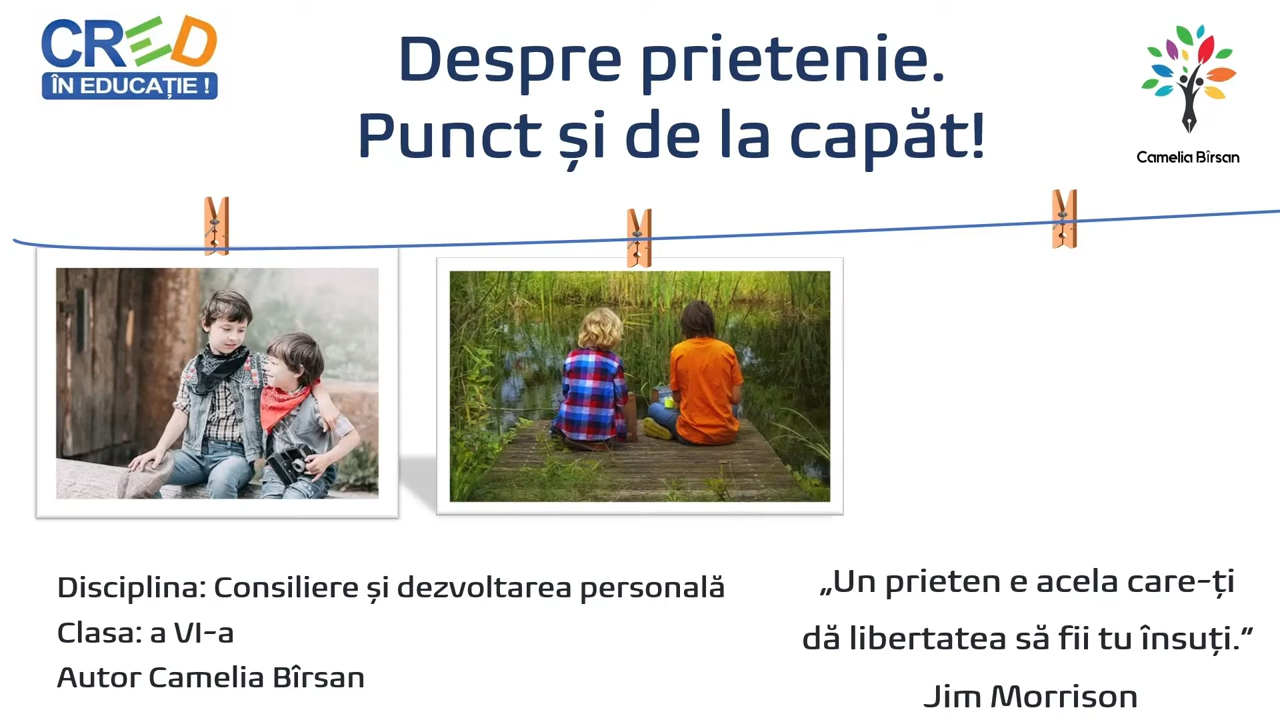 CRED
ÎN EDUCAȚIE !
Despre prietenie.
Punct și de la capăt!
Camelia Bîrsan
Disciplina: Consiliere și dezvoltarea personală
Clasa: a VI-a
Autor Camelia Bîrsan
„Un prieten e acela care-ți
dă libertatea să fii tu însuți.”
Jim Morrison